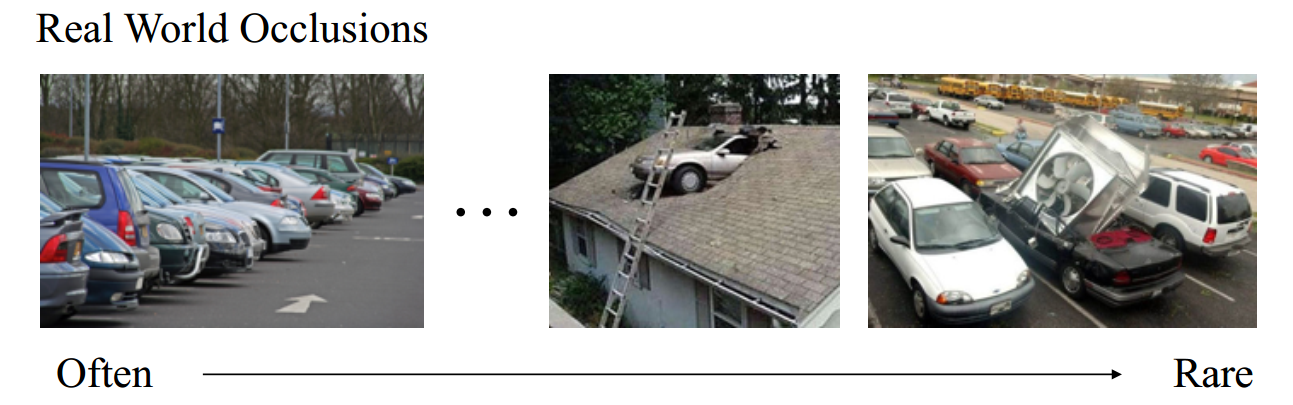 Real World Occlusions
. . .
Often
Rare